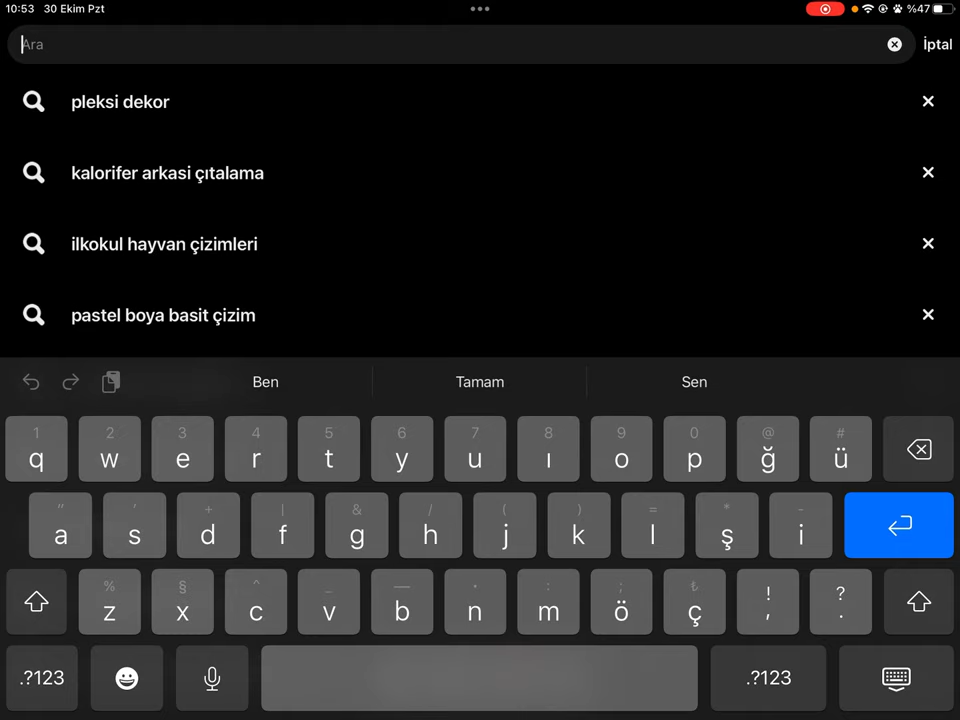 10:53 30 Ekim Pzt %47
Ara İptal
pleksi dekor
kalorifer arkasi çıtalama
ilkokul hayvan çizimleri
pastel boya basit çizim
Ben Tamam Sen
1 2 3 4 5 6 7 8 9 0 @ #
q w e r t y u ı o p ğ ü
" ' + | & / ( ) = * -
a s d f g h j k l ş i
% § ^ _ — · : ; ₺ ! ?
z x c v b n m ö ç , .
.?123 .?123